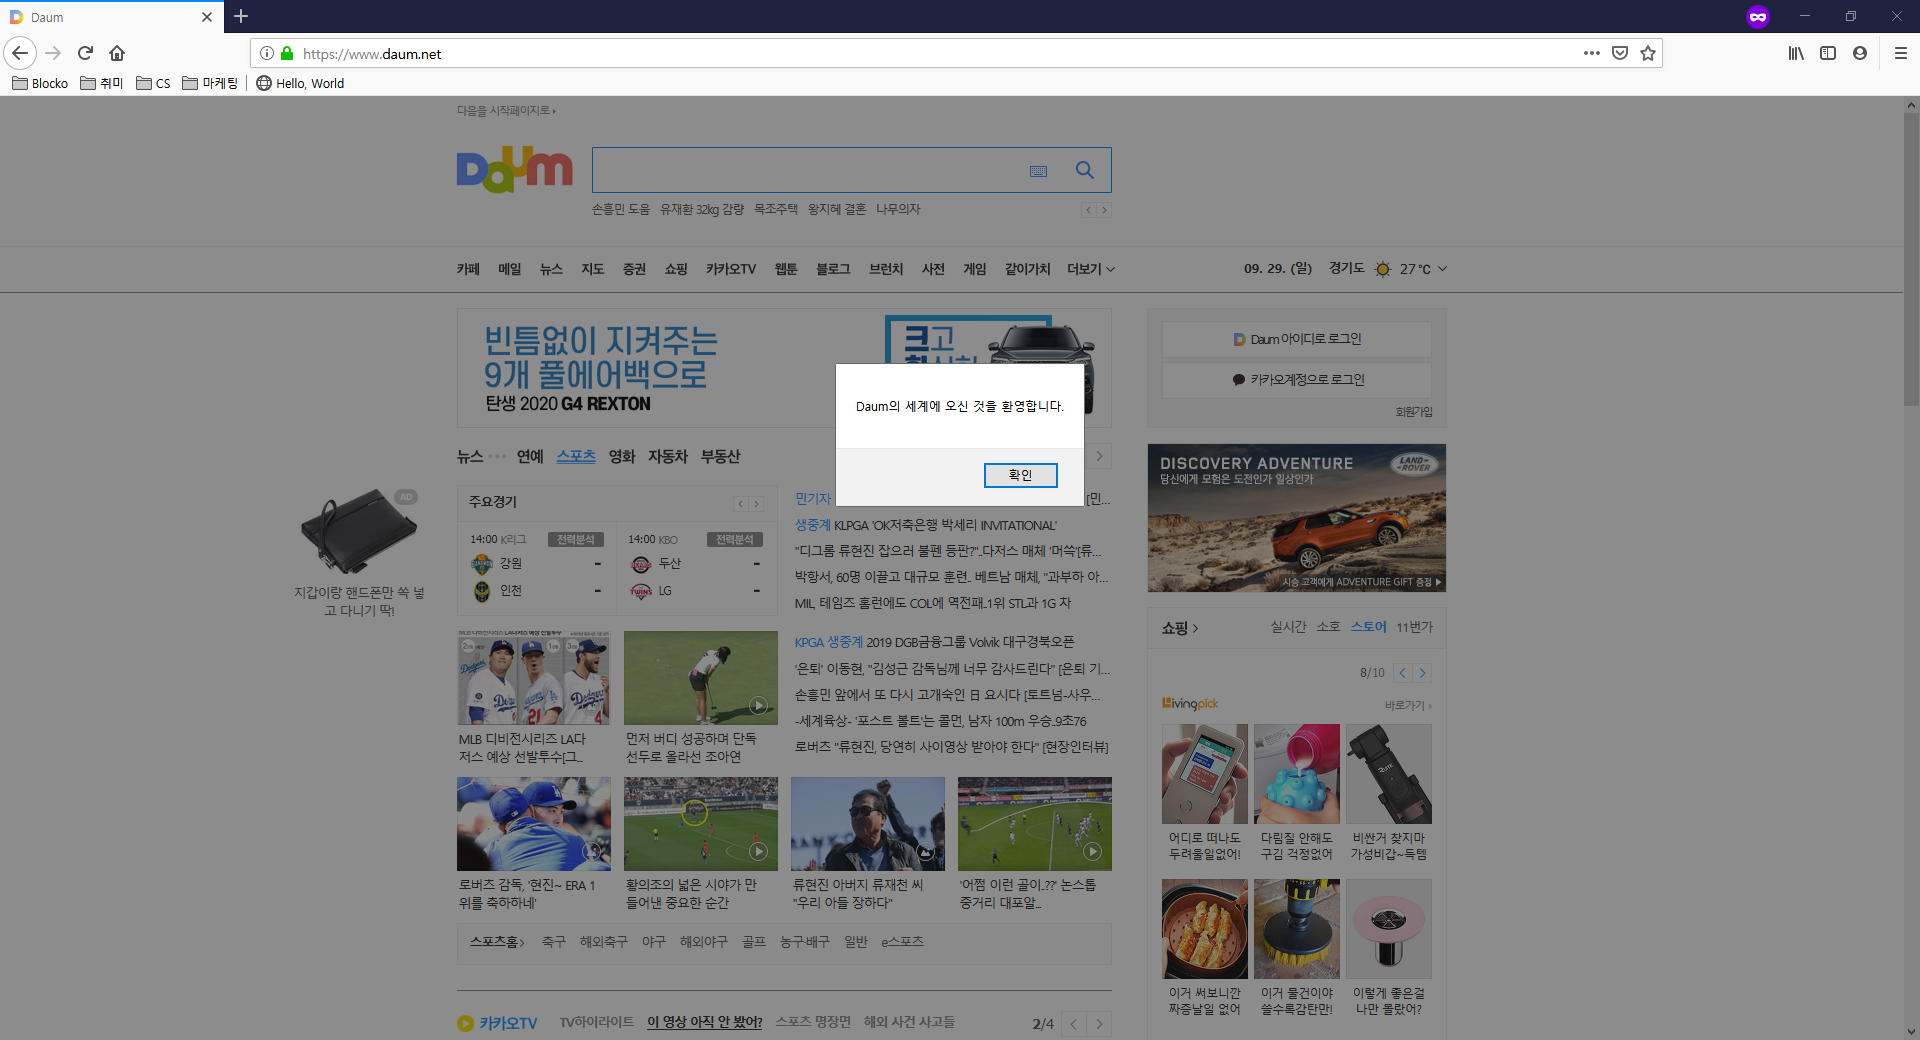 Daum
https://www.daum.net
Blocko 취미 CS 마케팅 Hello, World
다음을 시작페이지로
Daum
손흥민 도움 유재환 32kg 감량 목조주택 왕지혜 결혼 나무의자
카페 메일 뉴스 지도 증권 쇼핑 카카오TV 웹툰 블로그 브런치 사전 게임 같이가치 더보기
09. 29. (일) 경기도 27℃
빈틈없이 지켜주는
9개 풀에어백으로
탄생 2020 G4 REXTON
크고
Daum의 세계에 오신 것을 환영합니다.
확인
Daum 아이디로 로그인
카카오계정으로 로그인
회원가입
뉴스 연예 스포츠 영화 자동차 부동산
DISCOVERY ADVENTURE
당신에게 모험은 도전인가 일상인가
LAND ROVER
시승 고객에게 ADVENTURE GIFT 증정 ▶
AD
지갑이랑 핸드폰만 쏙 넣
고 다니기 딱!
주요경기
14:00 K리그 전력분석
강원 -
인천 -
14:00 KBO 전력분석
두산 -
TWINS LG -
민기자 [민...
생중계 KLPGA 'OK저축은행 박세리 INVITATIONAL'
"디그롬 류현진 잡으러 불펜 등판?"..다저스 매체 '머쓱'[류...
박항서, 60명 이끌고 대규모 훈련.. 베트남 매체, "과부하 아...
MIL, 테임즈 홈런에도 COL에 역전패..1위 STL과 1G 차
KPGA 생중계 2019 DGB금융그룹 Volvik 대구경북오픈
'은퇴' 이동현, "김성근 감독님께 너무 감사드린다" [은퇴 기...
손흥민 앞에서 또 다시 고개숙인 日 요시다 [토트넘-사우...
-세계육상- '포스트 볼트'는 콜먼, 남자 100m 우승..9초76
로버츠 "류현진, 당연히 사이영상 받아야 한다" [현장인터뷰]
2선발 1선발 3선발
MLB 디비전시리즈 LA다
저스 예상 선발투수[그...
먼저 버디 성공하며 단독
선두로 올라선 조아연
로버츠 감독, '현진~ ERA 1
위를 축하하네'
황의조의 넓은 시야가 만
들어낸 중요한 순간
류현진 아버지 류재천 씨
"우리 아들 장하다"
'어쩜 이런 골이..??' 논스톱
중거리 대포알...
스포츠홈 축구 해외축구 야구 해외야구 골프 농구·배구 일반 e스포츠
카카오TV TV하이라이트 이 영상 아직 안 봤어? 스포츠 명장면 해외 사건 사고들 2/4
쇼핑 실시간 소호 스토어 11번가
8/10
Livingpick 바로가기
어디로 떠나도
두려울일없어!
다림질 안해도
구김 걱정없어
비싼거 찾지마
가성비갑~득템
이거 써보니깐
짜증날일 없어
이거 물건이야
쓸수록감탄만!
이렇게 좋은걸
나만 몰랐어?